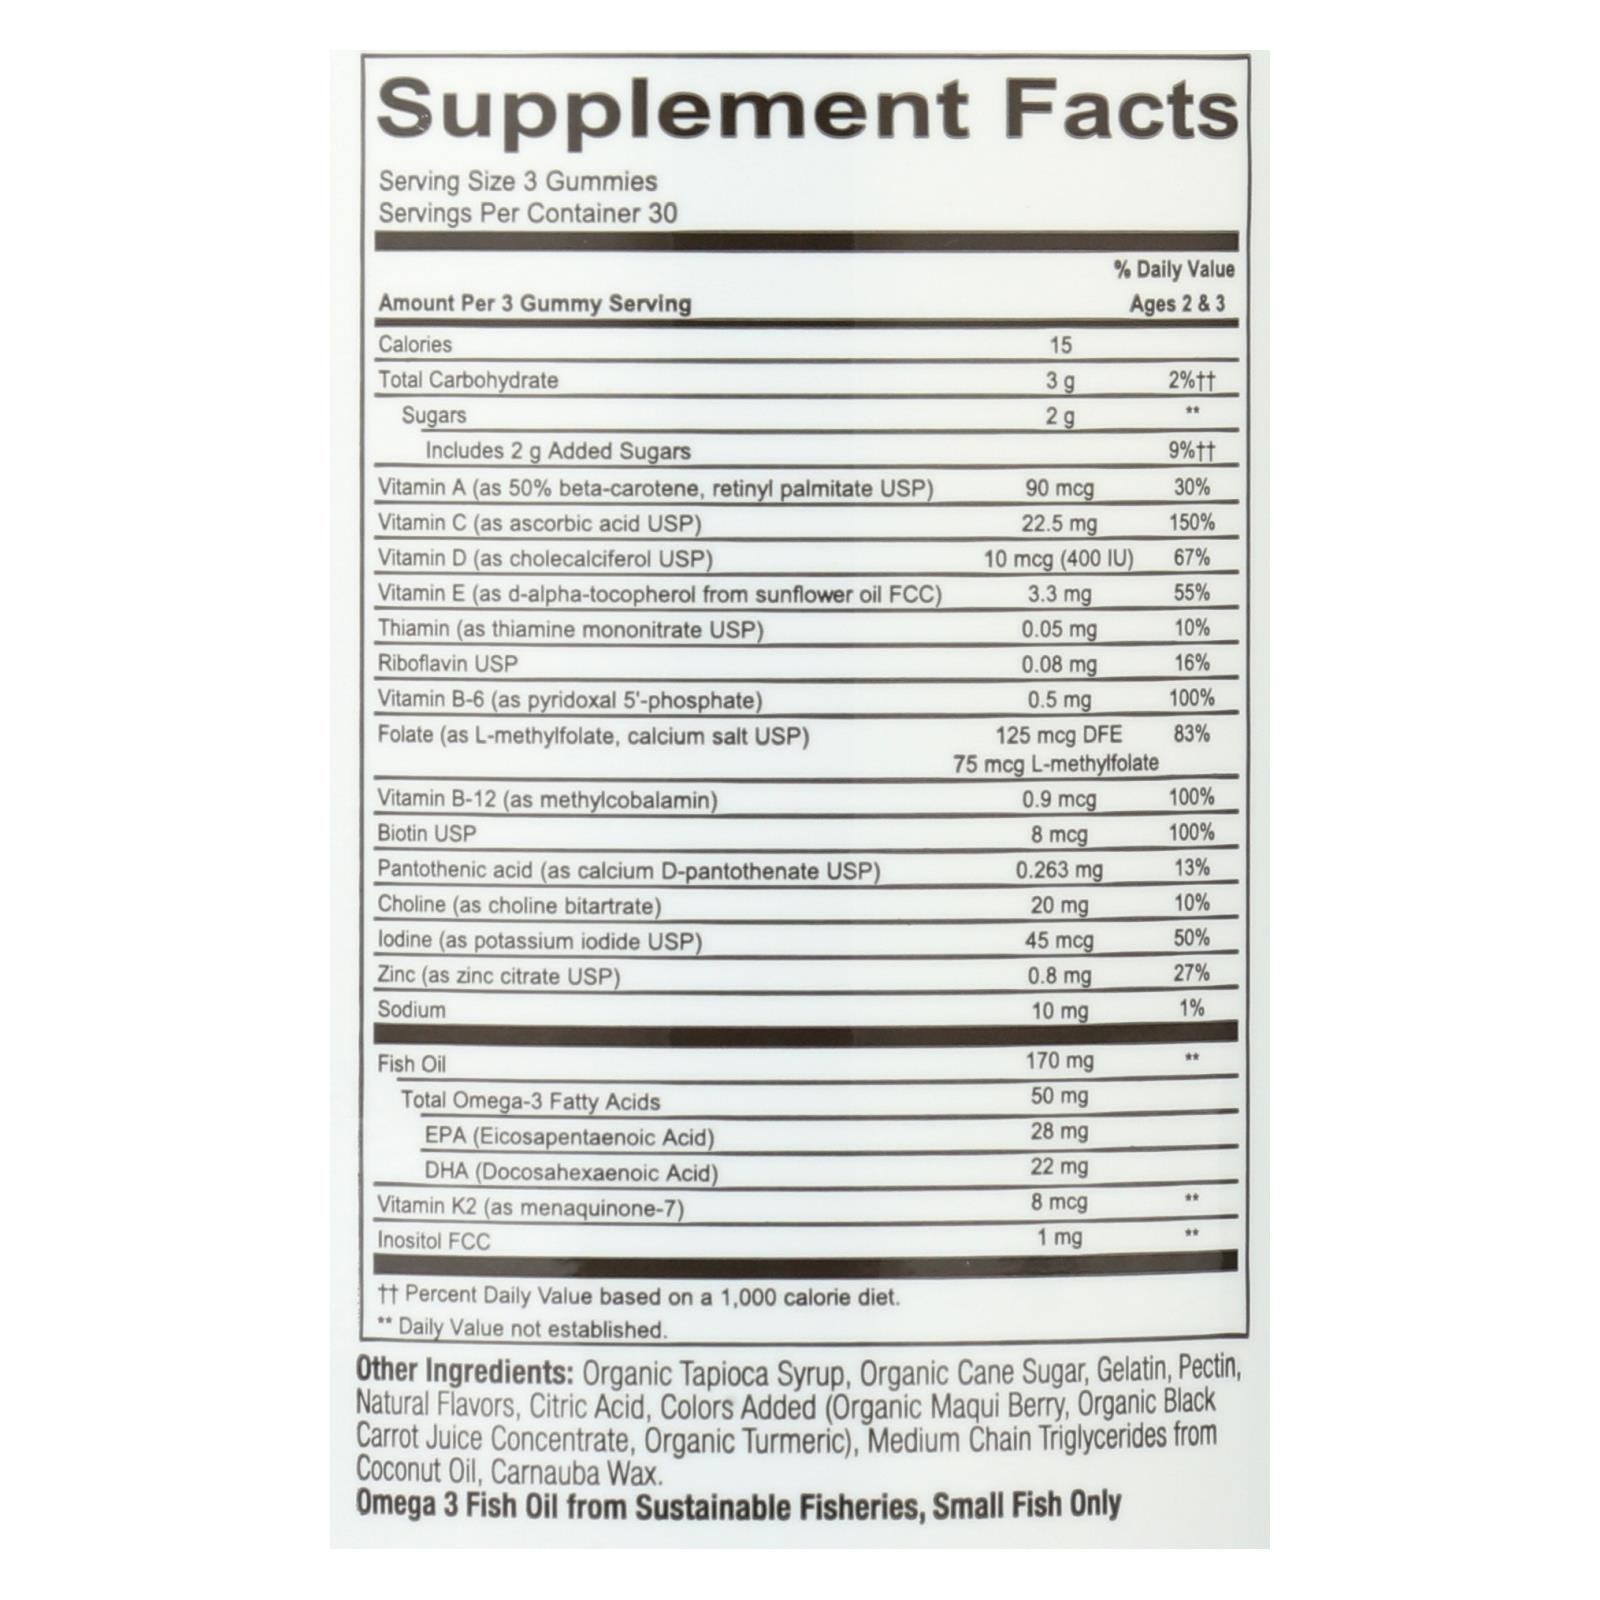 Supplement Facts
Serving Size 3 Gummies
Servings Per Container 30
% Daily Value
Amount Per 3 Gummy Serving Ages 2 & 3
Calories 15
Total Carbohydrate 3 g 2%††
Sugars 2 g **
Includes 2 g Added Sugars 9%††
Vitamin A (as 50% beta-carotene, retinyl palmitate USP) 90 mcg 30%
Vitamin C (as ascorbic acid USP) 22.5 mg 150%
Vitamin D (as cholecalciferol USP) 10 mcg (400 IU) 67%
Vitamin E (as d-alpha-tocopherol from sunflower oil FCC) 3.3 mg 55%
Thiamin (as thiamine mononitrate USP) 0.05 mg 10%
Riboflavin USP 0.08 mg 16%
Vitamin B-6 (as pyridoxal 5'-phosphate) 0.5 mg 100%
Folate (as L-methylfolate, calcium salt USP) 125 mcg DFE 83%
75 mcg L-methylfolate
Vitamin B-12 (as methylcobalamin) 0.9 mcg 100%
Biotin USP 8 mcg 100%
Pantothenic acid (as calcium D-pantothenate USP) 0.263 mg 13%
Choline (as choline bitartrate) 20 mg 10%
Iodine (as potassium iodide USP) 45 mcg 50%
Zinc (as zinc citrate USP) 0.8 mg 27%
Sodium 10 mg 1%
Fish Oil 170 mg **
Total Omega-3 Fatty Acids 50 mg
EPA (Eicosapentaenoic Acid) 28 mg
DHA (Docosahexaenoic Acid) 22 mg
Vitamin K2 (as menaquinone-7) 8 mcg **
Inositol FCC 1 mg **
†† Percent Daily Value based on a 1,000 calorie diet.
** Daily Value not established.
Other Ingredients: Organic Tapioca Syrup, Organic Cane Sugar, Gelatin, Pectin,
Natural Flavors, Citric Acid, Colors Added (Organic Maqui Berry, Organic Black
Carrot Juice Concentrate, Organic Turmeric), Medium Chain Triglycerides from
Coconut Oil, Carnauba Wax.
Omega 3 Fish Oil from Sustainable Fisheries, Small Fish Only